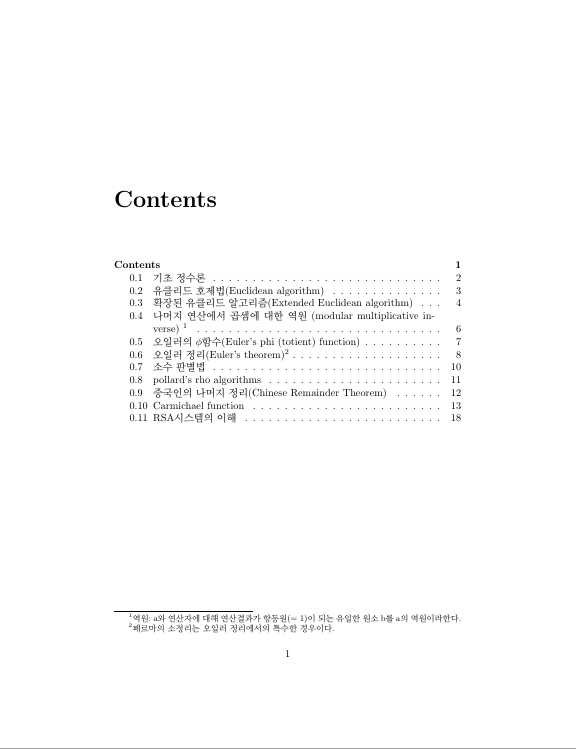 Contents
Contents 1
0.1 기초 정수론 . . . . . . . . . . . . . . . . . . . . . . . . . . . . . 2
0.2 유클리드 호제법(Euclidean algorithm) . . . . . . . . . . . . . . 3
0.3 확장된 유클리드 알고리즘(Extended Euclidean algorithm) . . . 4
0.4 나머지 연산에서 곱셈에 대한 역원 (modular multiplicative in-
verse) 1 . . . . . . . . . . . . . . . . . . . . . . . . . . . . . . . 6
0.5 오일러의 ϕ함수(Euler's phi (totient) function) . . . . . . . . . . 7
0.6 오일러 정리(Euler's theorem)2 . . . . . . . . . . . . . . . . . . . 8
0.7 소수 판별법 . . . . . . . . . . . . . . . . . . . . . . . . . . . . . 10
0.8 pollard's rho algorithms . . . . . . . . . . . . . . . . . . . . . . . 11
0.9 중국인의 나머지 정리(Chinese Remainder Theorem) . . . . . . 12
0.10 Carmichael function . . . . . . . . . . . . . . . . . . . . . . . . 13
0.11 RSA시스템의 이해 . . . . . . . . . . . . . . . . . . . . . . . . . 18
1역원: a와 연산자에 대해 연산결과가 항등원(= 1)이 되는 유일한 원소 b를 a의 역원이라한다.
2페르마의 소정리는 오일러 정리에서의 특수한 경우이다.
1